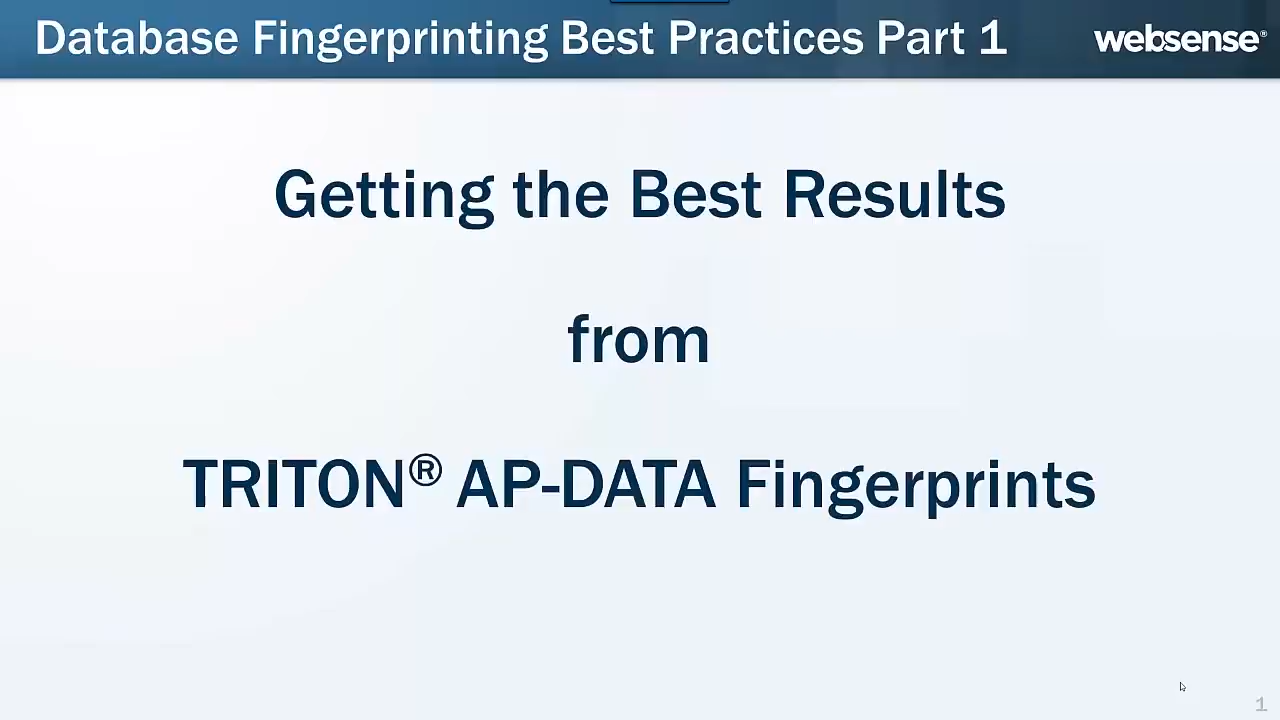 Database Fingerprinting Best Practices Part 1
websense®
Getting the Best Results
from
TRITON® AP-DATA Fingerprints
1